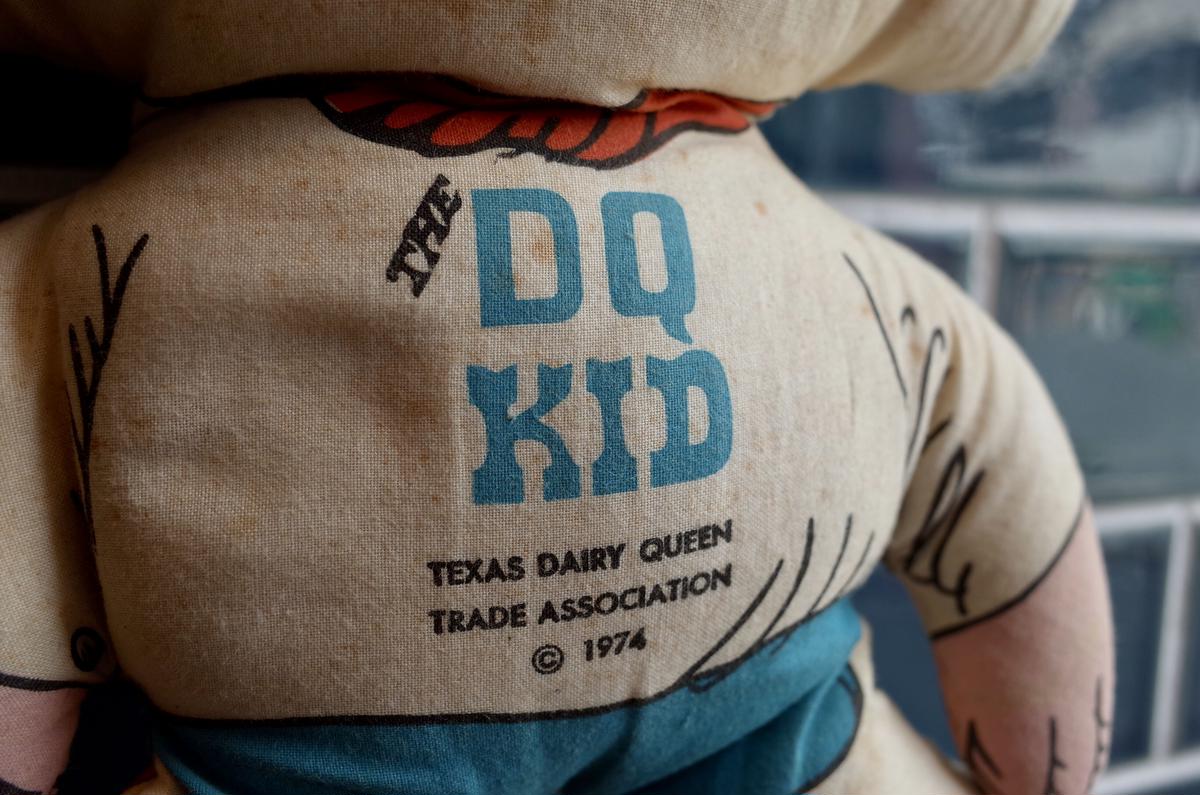 THE DQ
KID
TEXAS DAIRY QUEEN
TRADE ASSOCIATION
© 1974